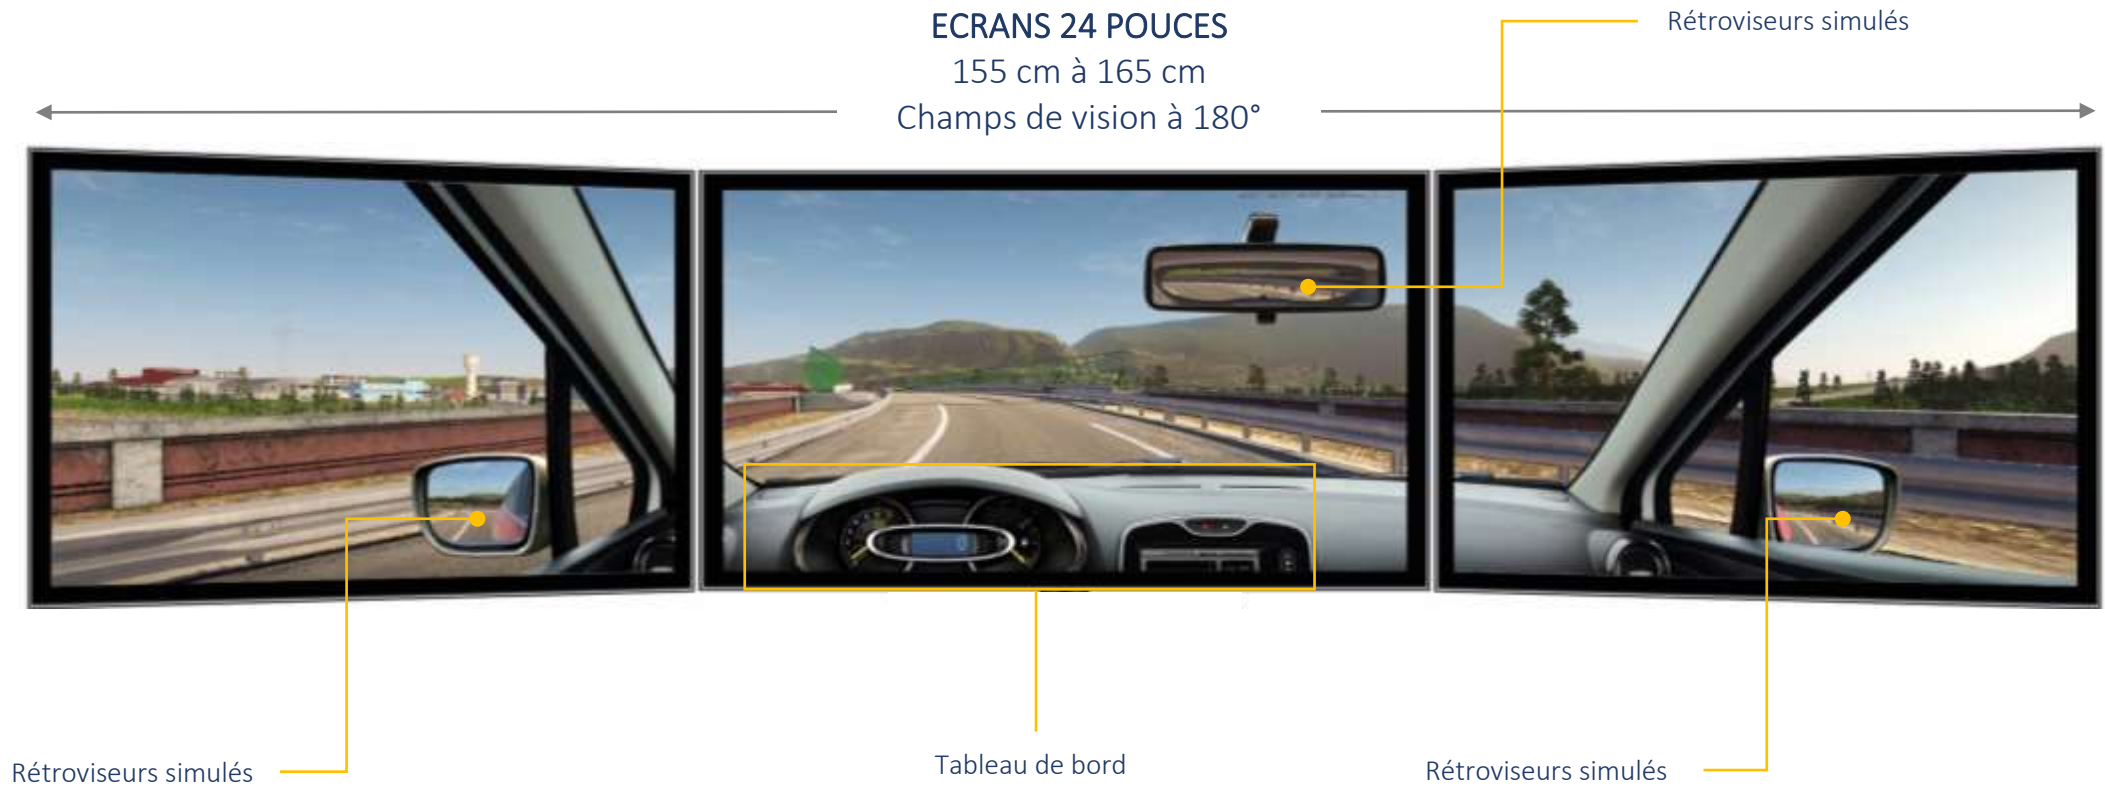 ECRANS 24 POUCES
155 cm à 165 cm
Champs de vision à 180°
Rétroviseurs simulés
Rétroviseurs simulés
Tableau de bord
Rétroviseurs simulés